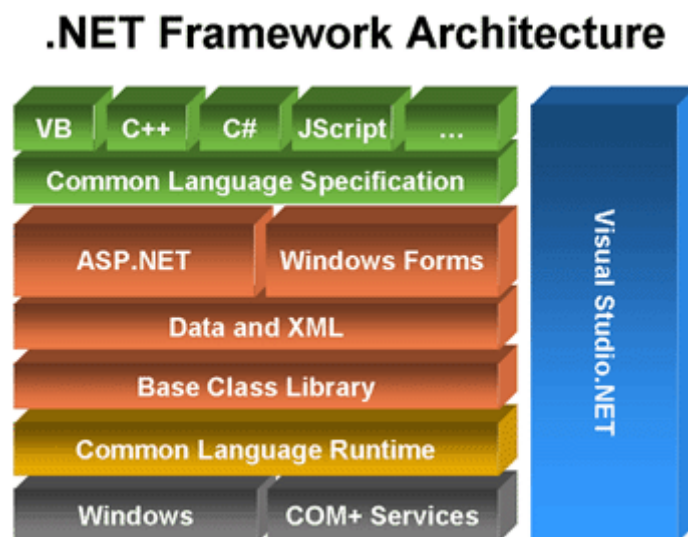 .NET Framework Architecture
VB C++ C# JScript ...
Common Language Specification
ASP.NET Windows Forms
Data and XML
Base Class Library
Common Language Runtime
Windows COM+ Services
Visual Studio.NET